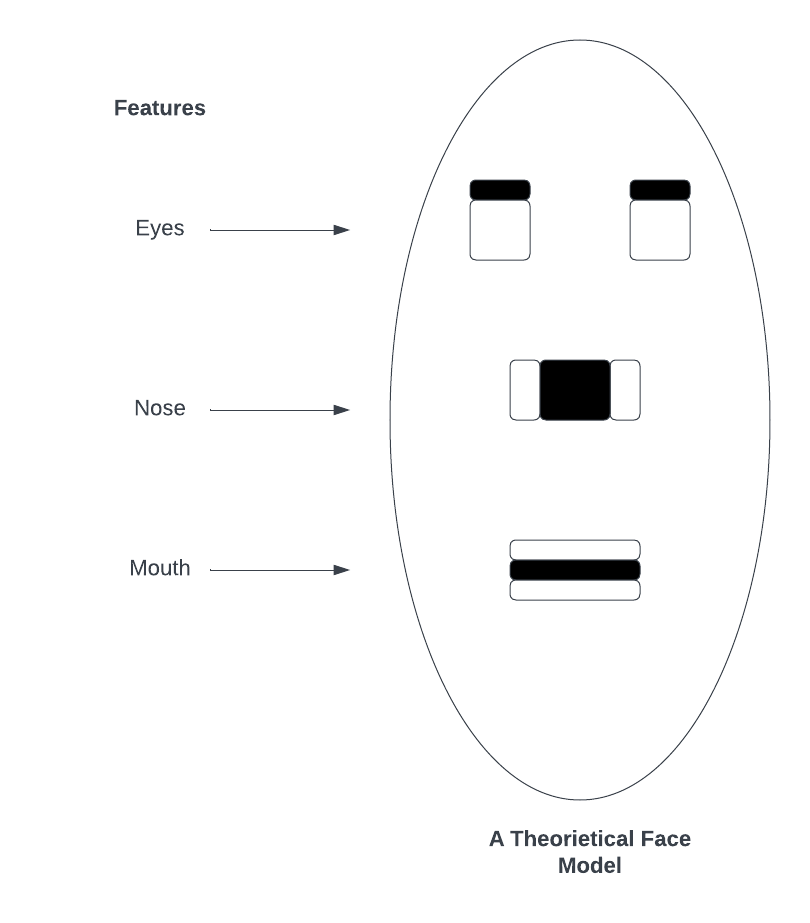 Features
Eyes
Nose
Mouth
A Theorietical Face
Model